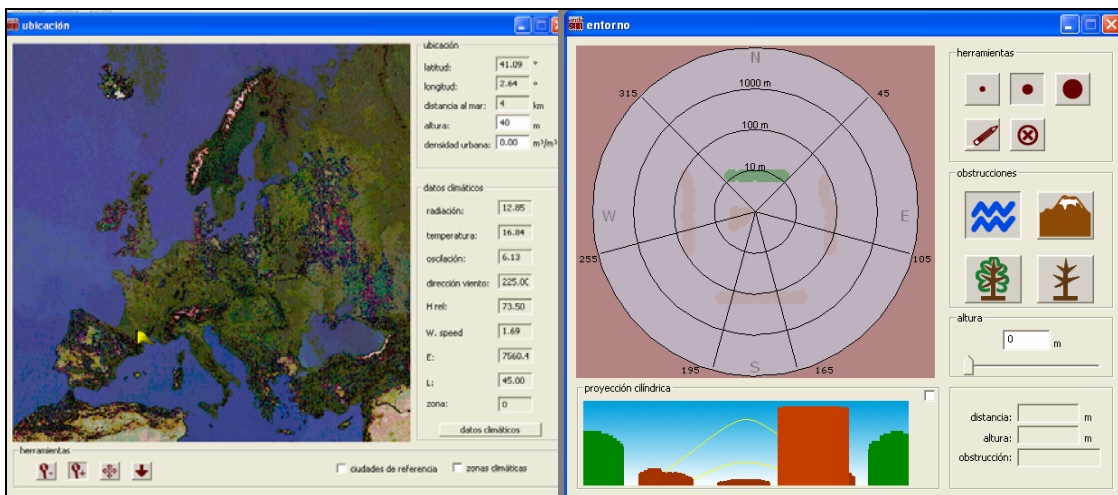 ubicación
ubicación
latitud: 41.09 °
longitud: 2.64 °
distancia al mar: 4 km
altura: 40 m
densidad urbana: 0.00 m³/m²
datos climáticos
radiación: 12.85
temperatura: 16.84
oscilación: 6.13
dirección viento: 225.00
H rel: 73.50
W. speed 1.69
E: 7560.4
L: 45.00
zona: 0
datos climáticos
herramientas
ciudades de referencia zonas climáticas
entorno
N
315 1000 m 45
100 m
10 m
W E
255 105
195 S 165
proyección cilíndrica
herramientas
obstrucciones
altura
0 m
distancia: m
altura: m
obstrucción: